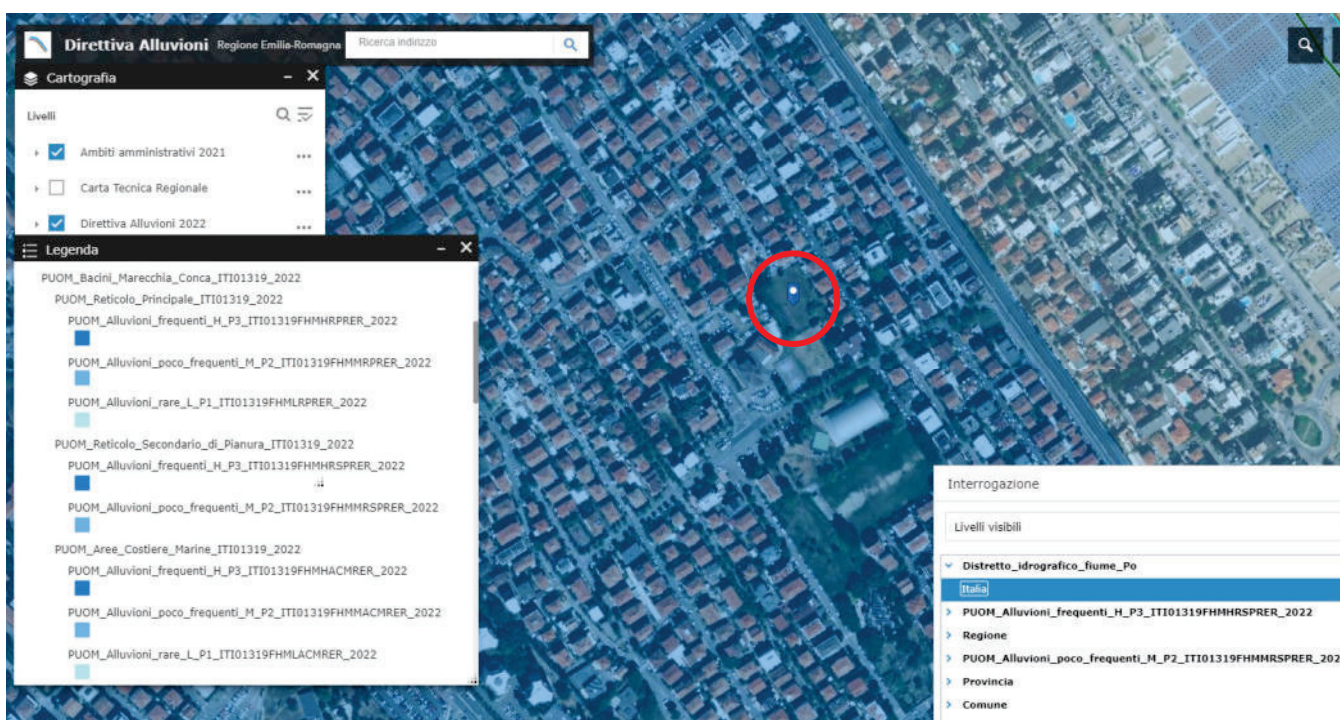 Direttiva Alluvioni Regione Emilia-Romagna
Ricerca indirizzo
Cartografia
Livelli
Ambiti amministrativi 2021
Carta Tecnica Regionale
Direttiva Alluvioni 2022
Legenda
PUOM_Bacini_Marecchia_Conca_ITI01319_2022
PUOM_Reticolo_Principale_ITI01319_2022
PUOM_Alluvioni_frequenti_H_P3_ITI01319FHMHRPRER_2022
PUOM_Alluvioni_poco_frequenti_M_P2_ITI01319FHMMRPRER_2022
PUOM_Alluvioni_rare_L_P1_ITI01319FHMLRPRER_2022
PUOM_Reticolo_Secondario_di_Pianura_ITI01319_2022
PUOM_Alluvioni_frequenti_H_P3_ITI01319FHMHRSPRER_2022
PUOM_Alluvioni_poco_frequenti_M_P2_ITI01319FHMMRSPRER_2022
PUOM_Aree_Costiere_Marine_ITI01319_2022
PUOM_Alluvioni_frequenti_H_P3_ITI01319FHMHACMRER_2022
PUOM_Alluvioni_poco_frequenti_M_P2_ITI01319FHMMACMRER_2022
PUOM_Alluvioni_rare_L_P1_ITI01319FHMLACMRER_2022
Interrogazione
Livelli visibili
Distretto_idrografico_fiume_Po
Italia
PUOM_Alluvioni_frequenti_H_P3_ITI01319FHMHRSPRER_2022
Regione
PUOM_Alluvioni_poco_frequenti_M_P2_ITI01319FHMMRSPRER_202
Provincia
Comune